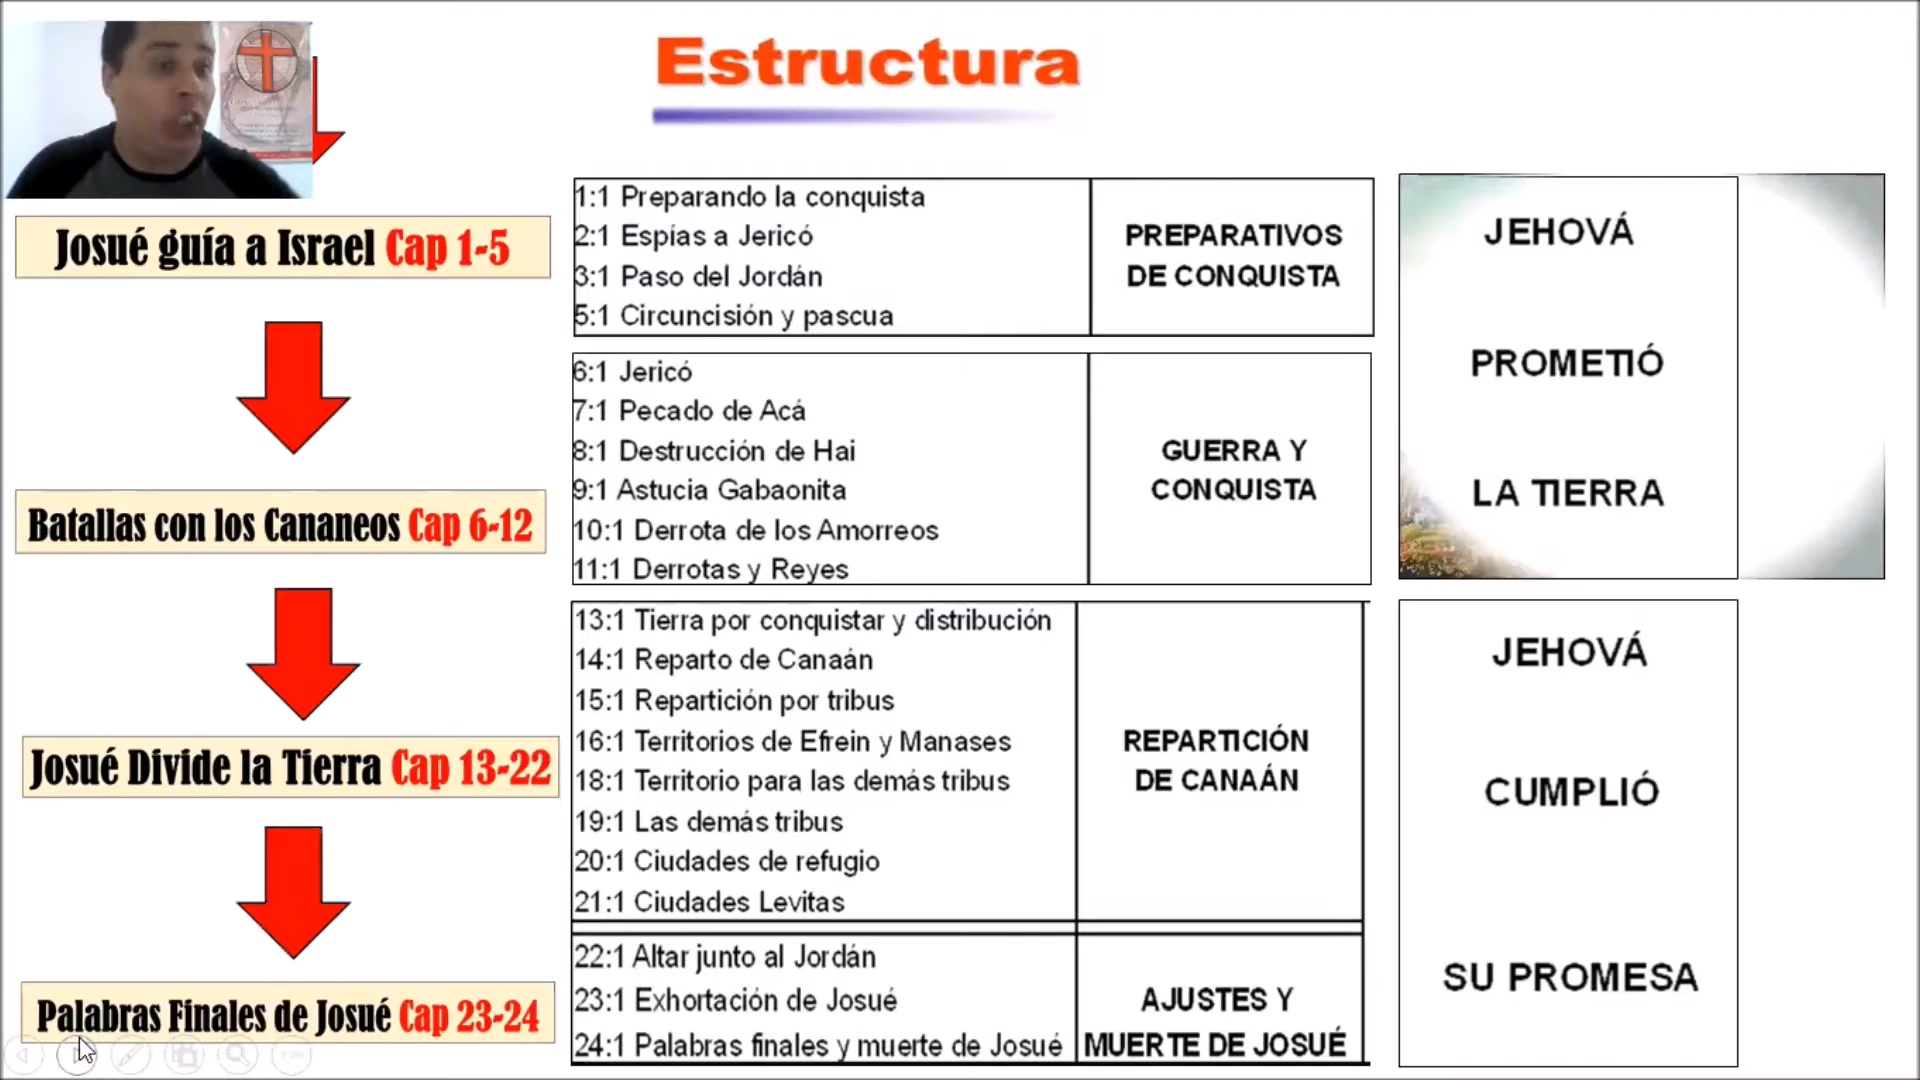 Estructura
Josué guía a Israel Cap 1-5
Batallas con los Cananeos Cap 6-12
Josué Divide la Tierra Cap 13-22
Palabras Finales de Josué Cap 23-24
1:1 Preparando la conquista
2:1 Espías a Jericó
3:1 Paso del Jordán
5:1 Circuncisión y pascua
PREPARATIVOS
DE CONQUISTA
6:1 Jericó
7:1 Pecado de Acá
8:1 Destrucción de Hai
9:1 Astucia Gabaonita
10:1 Derrota de los Amorreos
11:1 Derrotas y Reyes
GUERRA Y
CONQUISTA
13:1 Tierra por conquistar y distribución
14:1 Reparto de Canaán
15:1 Repartición por tribus
16:1 Territorios de Efrein y Manases
18:1 Territorio para las demás tribus
19:1 Las demás tribus
20:1 Ciudades de refugio
21:1 Ciudades Levitas
REPARTICIÓN
DE CANAÁN
22:1 Altar junto al Jordán
23:1 Exhortación de Josué
24:1 Palabras finales y muerte de Josué
AJUSTES Y
MUERTE DE JOSUÉ
JEHOVÁ
PROMETIÓ
LA TIERRA
JEHOVÁ
CUMPLIÓ
SU PROMESA